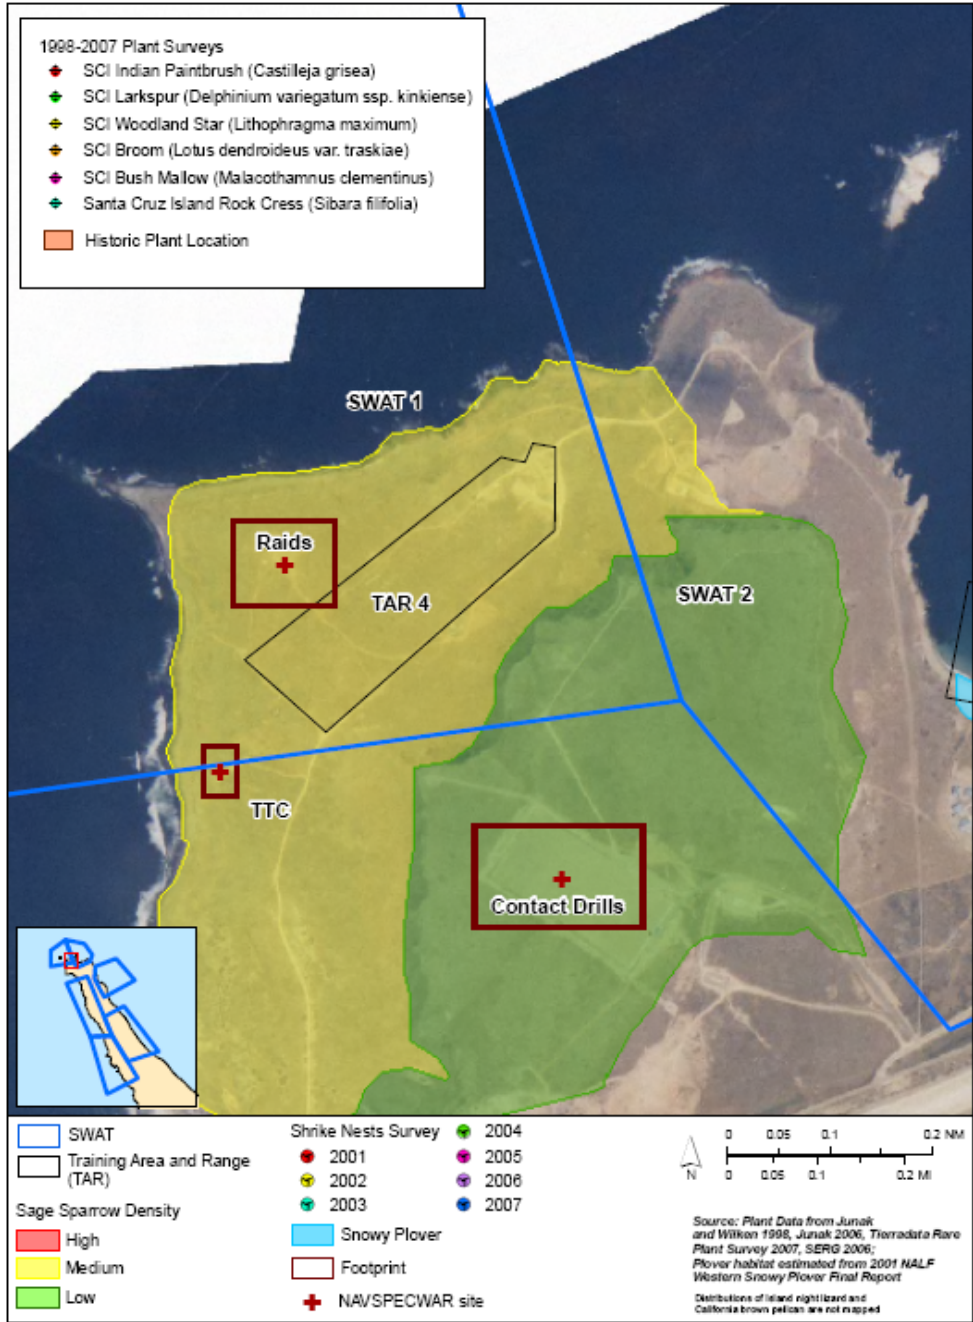 1998-2007 Plant Surveys
SCI Indian Paintbrush (Castilleja grisea)
SCI Larkspur (Delphinium variegatum ssp. kinkiense)
SCI Woodland Star (Lithophragma maximum)
SCI Broom (Lotus dendroideus var. traskiae)
SCI Bush Mallow (Malacothamnus clementinus)
Santa Cruz Island Rock Cress (Sibara filifolia)
Historic Plant Location
SWAT 1
Raids
TAR 4
SWAT 2
TTC
Contact Drills
SWAT
Training Area and Range
(TAR)
Sage Sparrow Density
High
Medium
Low
Shrike Nests Survey
2001
2002
2003
2004
2005
2006
2007
Snowy Plover
Footprint
NAVSPECWAR site
N
0 0.05 0.1 0.2 NM
0 0.05 0.1 0.2 MI
Source: Plant Data from Junak
and Wilken 1998, Junak 2006, Tierradata Rare
Plant Survey 2007, SERG 2006;
Plover habitat estimated from 2001 NALF
Western Snowy Plover Final Report
Distributions of island night lizard and
California brown pelican are not mapped